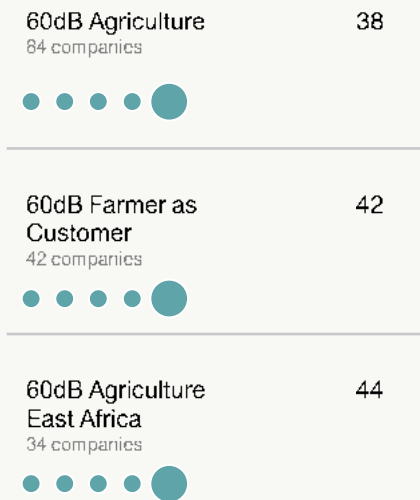 60dB Agriculture 38
84 companies
60dB Farmer as 42
Customer
42 companies
60dB Agriculture 44
East Africa
34 companies